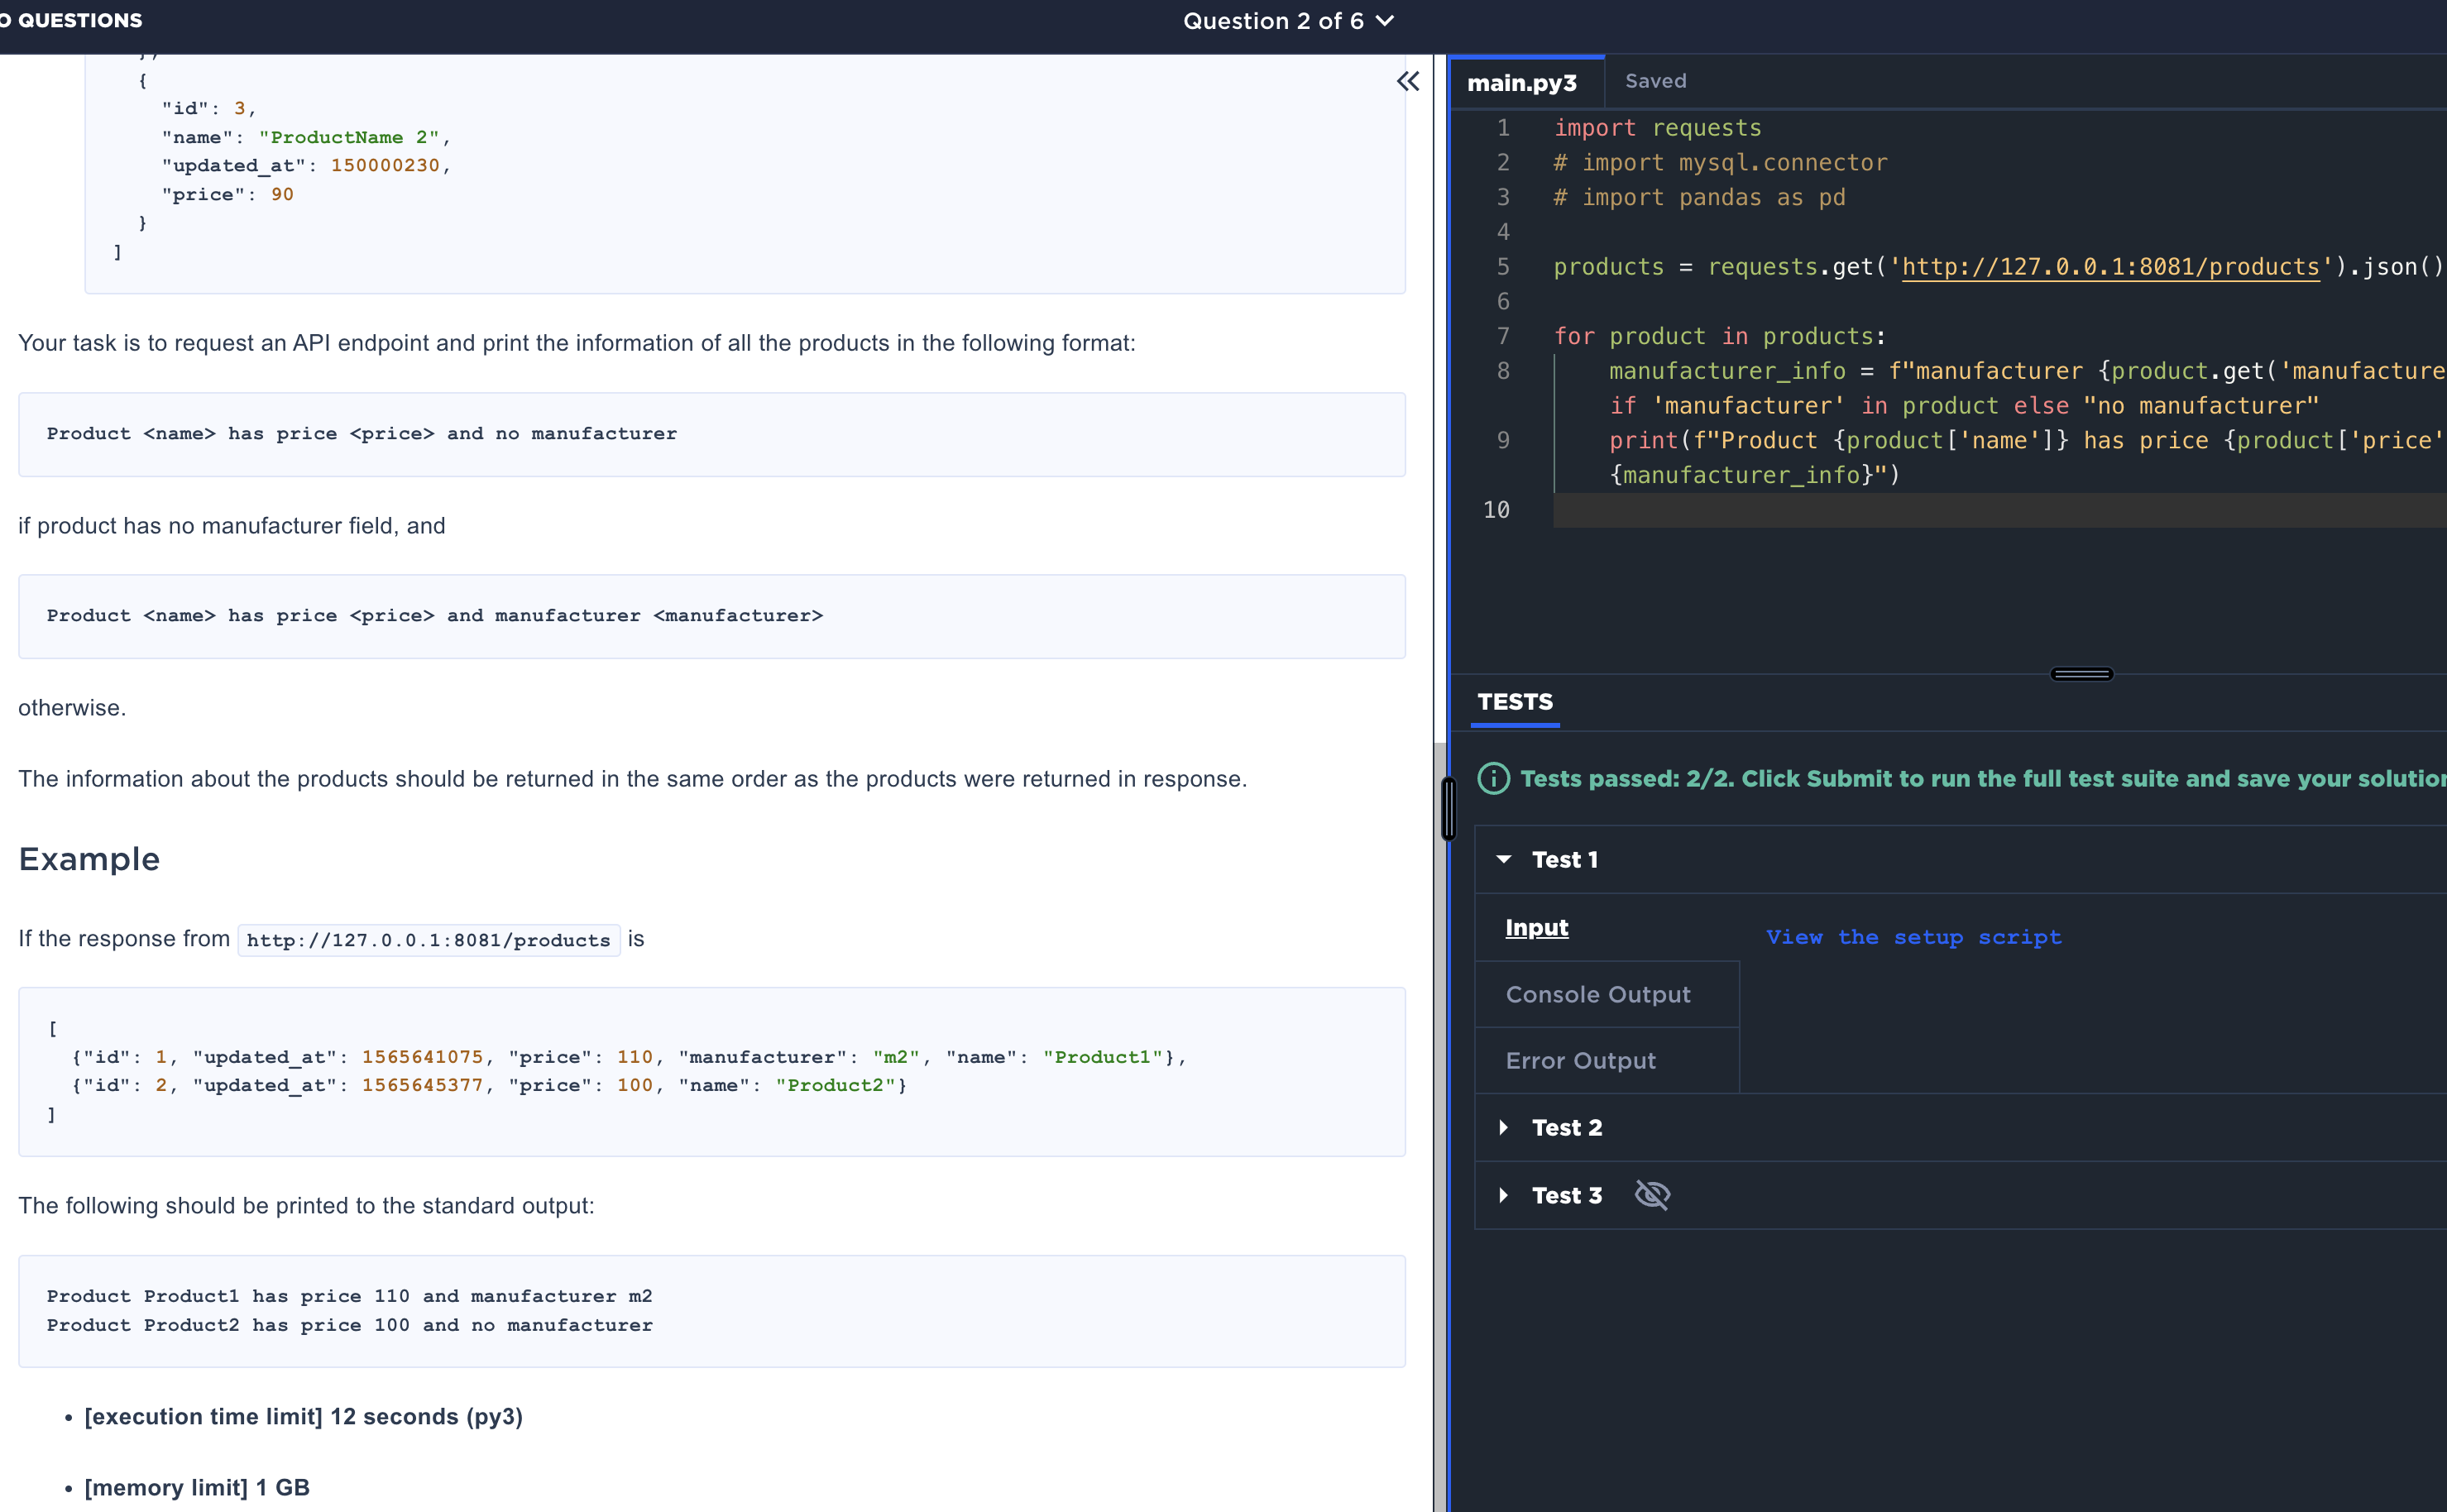 O QUESTIONS
Question 2 of 6
{
"id": 3,
"name": "ProductName 2",
"updated_at": 150000230,
"price": 90
}
]
Your task is to request an API endpoint and print the information of all the products in the following format:
Product <name> has price <price> and no manufacturer
if product has no manufacturer field, and
Product <name> has price <price> and manufacturer <manufacturer>
otherwise.
The information about the products should be returned in the same order as the products were returned in response.
Example
If the response from http://127.0.0.1:8081/products is
[
{"id": 1, "updated_at": 1565641075, "price": 110, "manufacturer": "m2", "name": "Product1"},
{"id": 2, "updated_at": 1565645377, "price": 100, "name": "Product2"}
]
The following should be printed to the standard output:
Product Product1 has price 110 and manufacturer m2
Product Product2 has price 100 and no manufacturer
• [execution time limit] 12 seconds (py3)
• [memory limit] 1 GB
main.py3 Saved
1 import requests
2 # import mysql.connector
3 # import pandas as pd
4
5 products = requests.get('http://127.0.0.1:8081/products').json()
6
7 for product in products:
8 manufacturer_info = f"manufacturer {product.get('manufacture
if 'manufacturer' in product else "no manufacturer"
9 print(f"Product {product['name']} has price {product['price'
{manufacturer_info}")
10
TESTS
Tests passed: 2/2. Click Submit to run the full test suite and save your solution
Test 1
Input
View the setup script
Console Output
Error Output
Test 2
Test 3